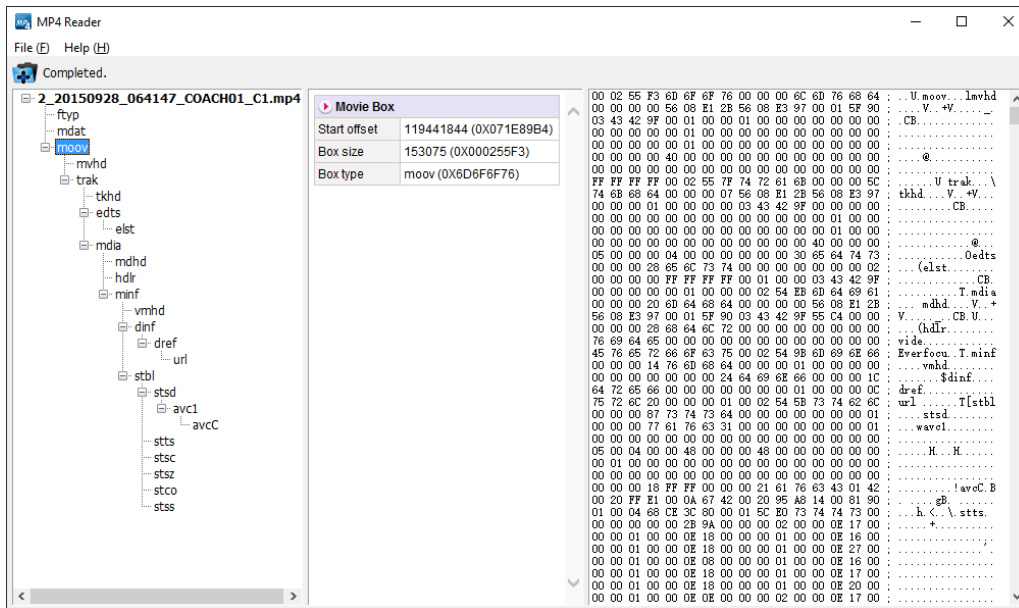 MP4 Reader
File (F) Help (H)
Completed.
2_20150928_064147_COACH01_C1.mp4
ftyp
mdat
moov
mvhd
trak
tkhd
edts
elst
mdia
mdhd
hdlr
minf
vmhd
dinf
dref
url
stbl
stsd
avc1
avcC
stts
stsc
stsz
stco
stss
Movie Box
Start offset 119441844 (0X071E89B4)
Box size 153075 (0X000255F3)
Box type moov (0X6D6F6F76)
00 02 55 F3 6D 6F 6F 76 00 00 00 6C 6D 76 68 64 ; ..U.moov...lmvhd
00 00 00 00 56 08 E1 2B 56 08 E3 97 00 01 5F 90 ; ....V..+V....._.
03 43 42 9F 00 01 00 00 01 00 00 00 00 00 00 00 ; .CB.............
00 00 00 00 00 01 00 00 00 00 00 00 00 00 00 00 ; ................
00 00 00 00 00 01 00 00 00 00 00 00 00 00 00 00 ; ................
00 00 00 00 40 00 00 00 00 00 00 00 00 00 00 00 ; ....@...........
00 00 00 00 00 00 00 00 00 00 00 00 00 00 00 00 ; ................
FF FF FF FF 00 02 55 7F 74 72 61 6B 00 00 00 5C ; ......U trak...\
74 6B 68 64 00 00 00 07 56 08 E1 2B 56 08 E3 97 ; tkhd....V..+V...
00 00 00 01 00 00 00 00 03 43 42 9F 00 00 00 00 ; .........CB.....
00 00 00 00 00 00 00 00 00 00 00 00 00 01 00 00 ; ................
00 00 00 00 00 00 00 00 00 00 00 00 00 01 00 00 ; ................
00 00 00 00 00 00 00 00 00 00 00 00 40 00 00 00 ; ............@...
05 00 00 00 04 00 00 00 00 00 00 30 65 64 74 73 ; ...........0edts
00 00 00 28 65 6C 73 74 00 00 00 00 00 00 00 02 ; ...(elst........
00 00 00 00 FF FF FF FF 00 01 00 00 03 43 42 9F ; .............CB.
00 00 00 00 00 01 00 00 00 02 54 EB 6D 64 69 61 ; ..........T.mdia
00 00 00 20 6D 64 68 64 00 00 00 00 56 08 E1 2B ; ... mdhd....V..+
56 08 E3 97 00 01 5F 90 03 43 42 9F 55 C4 00 00 ; V....._..CB.U...
00 00 00 28 68 64 6C 72 00 00 00 00 00 00 00 00 ; ...(hdlr........
76 69 64 65 00 00 00 00 00 00 00 00 00 00 00 00 ; vide............
45 76 65 72 66 6F 63 75 00 02 54 9B 6D 69 6E 66 ; Everfocu..T.minf
00 00 00 14 76 6D 68 64 00 00 00 01 00 00 00 00 ; ....vmhd........
00 00 00 00 00 00 00 24 64 69 6E 66 00 00 00 1C ; .......$dinf....
64 72 65 66 00 00 00 00 00 00 00 01 00 00 00 0C ; dref............
75 72 6C 20 00 00 00 01 00 02 54 5B 73 74 62 6C ; url ......T[stbl
00 00 00 87 73 74 73 64 00 00 00 00 00 00 00 01 ; ....stsd........
00 00 00 77 61 76 63 31 00 00 00 00 00 00 00 01 ; ...wavc1........
00 00 00 00 00 00 00 00 00 00 00 00 00 00 00 00 ; ................
05 00 04 00 00 48 00 00 00 48 00 00 00 00 00 00 ; .....H...H......
00 01 00 00 00 00 00 00 00 00 00 00 00 00 00 00 ; ................
00 00 00 00 00 00 00 00 00 00 00 00 00 00 00 00 ; ................
00 00 00 18 FF FF 00 00 00 21 61 76 63 43 01 42 ; .........!avcC.B
00 20 FF E1 00 0A 67 42 00 20 95 A8 14 00 81 90 ; . ....gB. ......
01 00 04 68 CE 3C 80 00 01 5C E0 73 74 74 73 00 ; ...h.<...\.stts.
00 00 00 00 00 2B 9A 00 00 00 02 00 00 0E 17 00 ; .....+..........
00 00 01 00 00 0E 18 00 00 00 01 00 00 0E 16 00 ; ................
00 00 01 00 00 0E 18 00 00 00 01 00 00 0E 27 00 ; ..............'.
00 00 01 00 00 0E 08 00 00 00 01 00 00 0E 16 00 ; ................
00 00 01 00 00 0E 18 00 00 00 01 00 00 0E 17 00 ; ................
00 00 01 00 00 0E 18 00 00 00 01 00 00 0E 20 00 ; .............. .
00 00 01 00 00 0E 0E 00 00 00 02 00 00 0E 17 00 ; ................